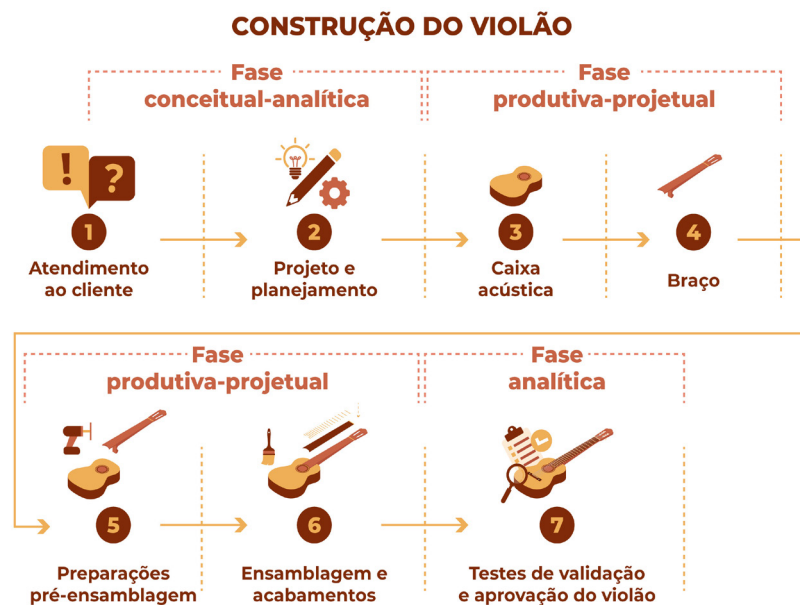 CONSTRUÇÃO DO VIOLÃO
Fase
conceitual-analítica
Fase
produtiva-projetual
! ?
1
Atendimento
ao cliente
2
Projeto e
planejamento
3
Caixa
acústica
4
Braço
Fase
produtiva-projetual
Fase
analítica
5
Preparações
pré-ensamblagem
6
Ensamblagem e
acabamentos
7
Testes de validação
e aprovação do violão